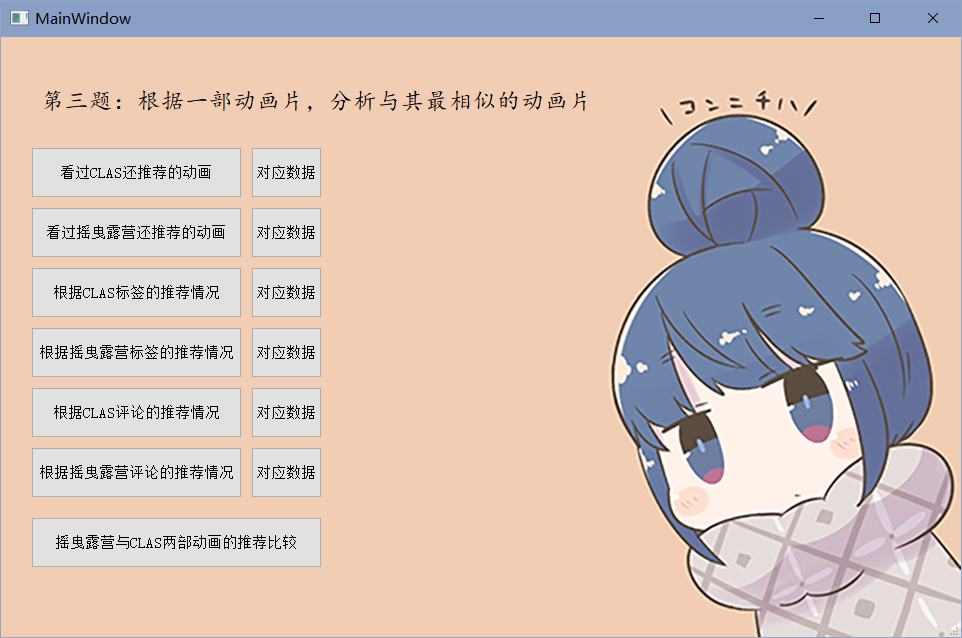 MainWindow
第三题：根据一部动画片，分析与其最相似的动画片
\コンニチハ/
看过CLAS还推荐的动画 对应数据
看过摇曳露营还推荐的动画 对应数据
根据CLAS标签的推荐情况 对应数据
根据摇曳露营标签的推荐情况 对应数据
根据CLAS评论的推荐情况 对应数据
根据摇曳露营评论的推荐情况 对应数据
摇曳露营与CLAS两部动画的推荐比较